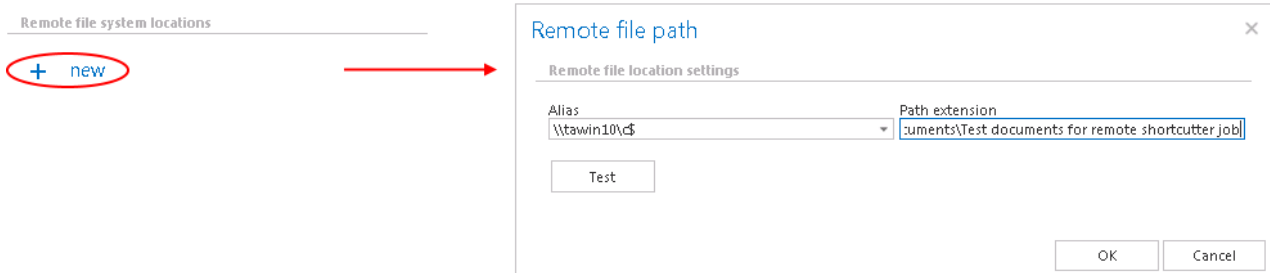 Remote file system locations
+ new
Remote file path
Remote file location settings
Alias
Path extension
\\tawin10\c$
:uments\Test documents for remote shortcutter job
Test
OK
Cancel